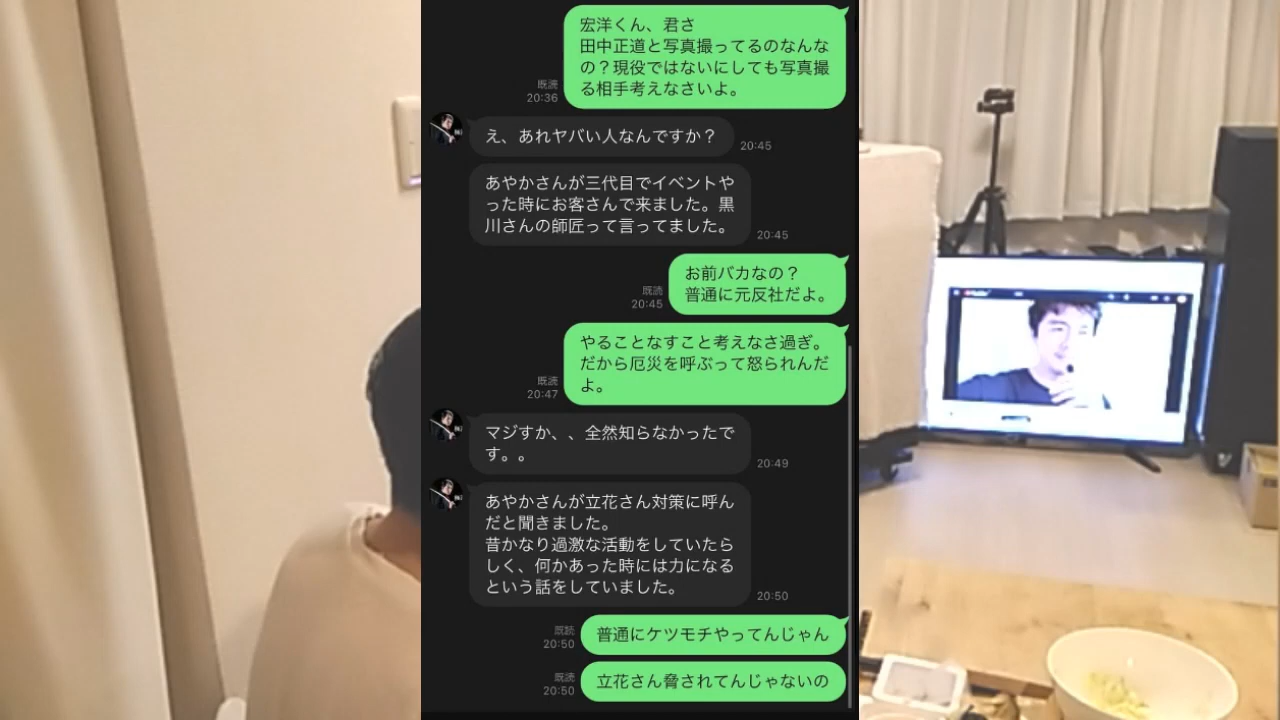 宏洋くん、君さ
田中正道と写真撮ってるのなんな
の？現役ではないにしても写真撮
る相手考えなさいよ。
既読
20:36
え、あれヤバい人なんですか？
20:45
あやかさんが三代目でイベントや
った時にお客さんで来ました。黒
川さんの師匠って言ってました。
20:45
お前バカなの？
普通に元反社だよ。
既読
20:45
やることなすこと考えなさ過ぎ。
だから厄災を呼ぶって怒られんだ
よ。
既読
20:47
マジすか、、全然知らなかったで
す。。
20:49
あやかさんが立花さん対策に呼ん
だと聞きました。
昔かなり過激な活動をしていたら
しく、何かあった時には力になる
という話をしていました。
20:50
普通にケツモチやってんじゃん
既読
20:50
立花さん脅されてんじゃないの
既読
20:50